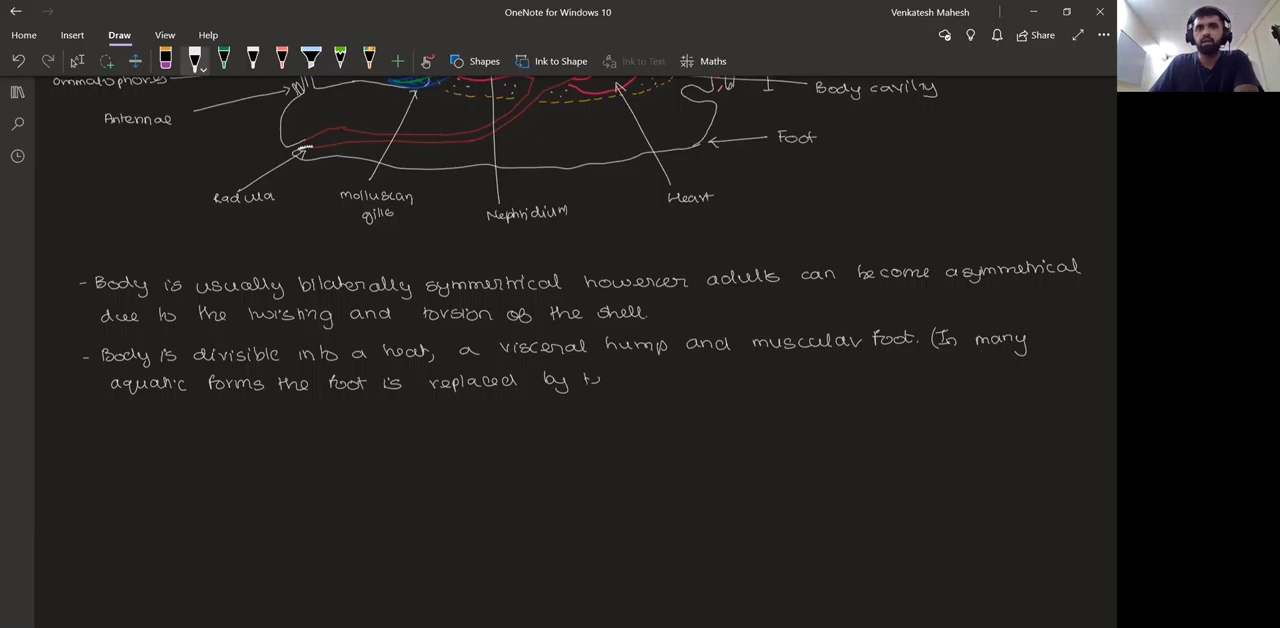 OneNote for Windows 10
Venkatesh Mahesh
Home Insert Draw View Help
Share
Shapes Ink to Shape Ink to Text Maths
ommatophores
Body cavity
Antennae
Foot
Radula
Molluscan
gills
Nephridium
Heart
- Body is usually bilaterally symmetrical however adults can become asymmetrical
due to the twisting and torsion of the shell.
- Body is divisible into a heat, a visceral hump and muscular foot. (In many
aquatic forms the foot is replaced by